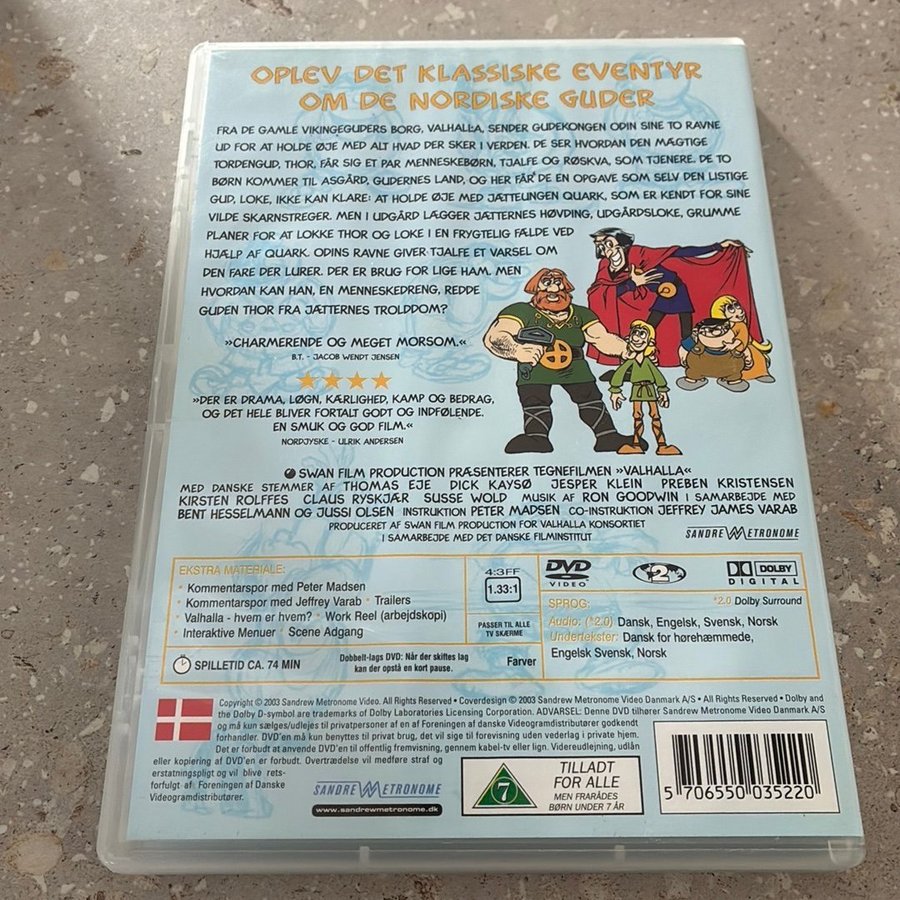 OPLEV DET KLASSISKE EVENTYR
OM DE NORDISKE GUDER
FRA DE GAMLE VIKINGEGUDERS BORG, VALHALLA, SENDER GUDEKONGEN ODIN SINE TO RAVNE
UD FOR AT HOLDE ØJE MED ALT HVAD DER SKER I VERDEN. DE SER HVORDAN DEN MÆGTIGE
TORDENGUD, THOR, FÅR SIG ET PAR MENNESKEBØRN, TJALFE OG RØSKVA, SOM TJENERE. DE TO
BØRN KOMMER TIL ASGÅRD, GUDERNES LAND, OG HER FÅR DE EN OPGAVE SOM SELV DEN LISTIGE
GUD, LOKE, IKKE KAN KLARE: AT HOLDE ØJE MED JÆTTEUNGEN QUARK, SOM ER KENDT FOR SINE
VILDE SKARNSTREGER. MEN I UDGÅRD LÆGGER JÆTTERNES HØVDING, UDGÅRDSLOKE, GRUMME
PLANER FOR AT LOKKE THOR OG LOKE I EN FRYGTELIG FÆLDE VED
HJÆLP AF QUARK. ODINS RAVNE GIVER TJALFE ET VARSEL OM
DEN FARE DER LURER. DER ER BRUG FOR LIGE HAM. MEN
HVORDAN KAN HAN, EN MENNESKEDRENG, REDDE
GUDEN THOR FRA JÆTTERNES TROLDDOM?
»CHARMERENDE OG MEGET MORSOM.«
B.T. - JACOB WENDT JENSEN
»DER ER DRAMA, LØGN, KÆRLIGHED, KAMP OG BEDRAG,
OG DET HELE BLIVER FORTALT GODT OG INDFØLENDE.
EN SMUK OG GOD FILM.«
NORDJYSKE - ULRIK ANDERSEN
SWAN FILM PRODUCTION PRÆSENTERER TEGNEFILMEN »VALHALLA«
MED DANSKE STEMMER AF THOMAS EJE DICK KAYSØ JESPER KLEIN PREBEN KRISTENSEN
KIRSTEN ROLFFES CLAUS RYSKJÆR SUSSE WOLD MUSIK AF RON GOODWIN I SAMARBEJDE MED
BENT HESSELMANN OG JUSSI OLSEN INSTRUKTION PETER MADSEN CO-INSTRUKTION JEFFREY JAMES VARAB
PRODUCERET AF SWAN FILM PRODUCTION FOR VALHALLA KONSORTIET
I SAMARBEJDE MED DET DANSKE FILMINSTITUT
SANDREW METRONOME
EKSTRA MATERIALE:
• Kommentarspor med Peter Madsen
• Kommentarspor med Jeffrey Varab • Trailers
• Valhalla - hvem er hvem? • Work Reel (arbejdskopi)
• Interaktive Menuer • Scene Adgang
4:3FF
1.33:1
PASSER TIL ALLE
TV SKÆRME
DVD
VIDEO
2
DOLBY
DIGITAL
SPROG: *2.0 Dolby Surround
Audio: (*2.0) Dansk, Engelsk, Svensk, Norsk
Undertekster: Dansk for hørehæmmede,
Engelsk Svensk, Norsk
SPILLETID CA. 74 MIN
Dobbelt-lags DVD: Når der skiftes lag
kan der opstå en kort pause.
Farver
Copyright © 2003 Sandrew Metronome Video. All Rights Reserved • Coverdesign © 2003 Sandrew Metronome Video Danmark A/S • All Rights Reserved • Dolby and
the Dolby D-symbol are trademarks of Dolby Laboratories Licensing Corporation. ADVARSEL: Denne DVD tilhører Sandrew Metronome Video Danmark A/S
og må kun sælges/udlejes til privatpersoner af en af Foreningen af danske Videogramdistributører godkendt
forhandler. DVD'en må kun benyttes til privat brug, det vil sige til forevisning uden vederlag i private hjem.
Det er forbudt at anvende DVD'en til offentlig fremvisning, gennem kabel-tv eller lign. Videreudlejning, udlån
eller kopiering af DVD'en er forbudt. Overtrædelse vil medføre straf og
erstatningspligt og vil blive rets-
forfulgt af: Foreningen af Danske
Videogramdistributører.
SANDREW METRONOME
www.sandrewmetronome.dk
7
TILLADT
FOR ALLE
MEN FRARÅDES
BØRN UNDER 7 ÅR
5 706550 035220